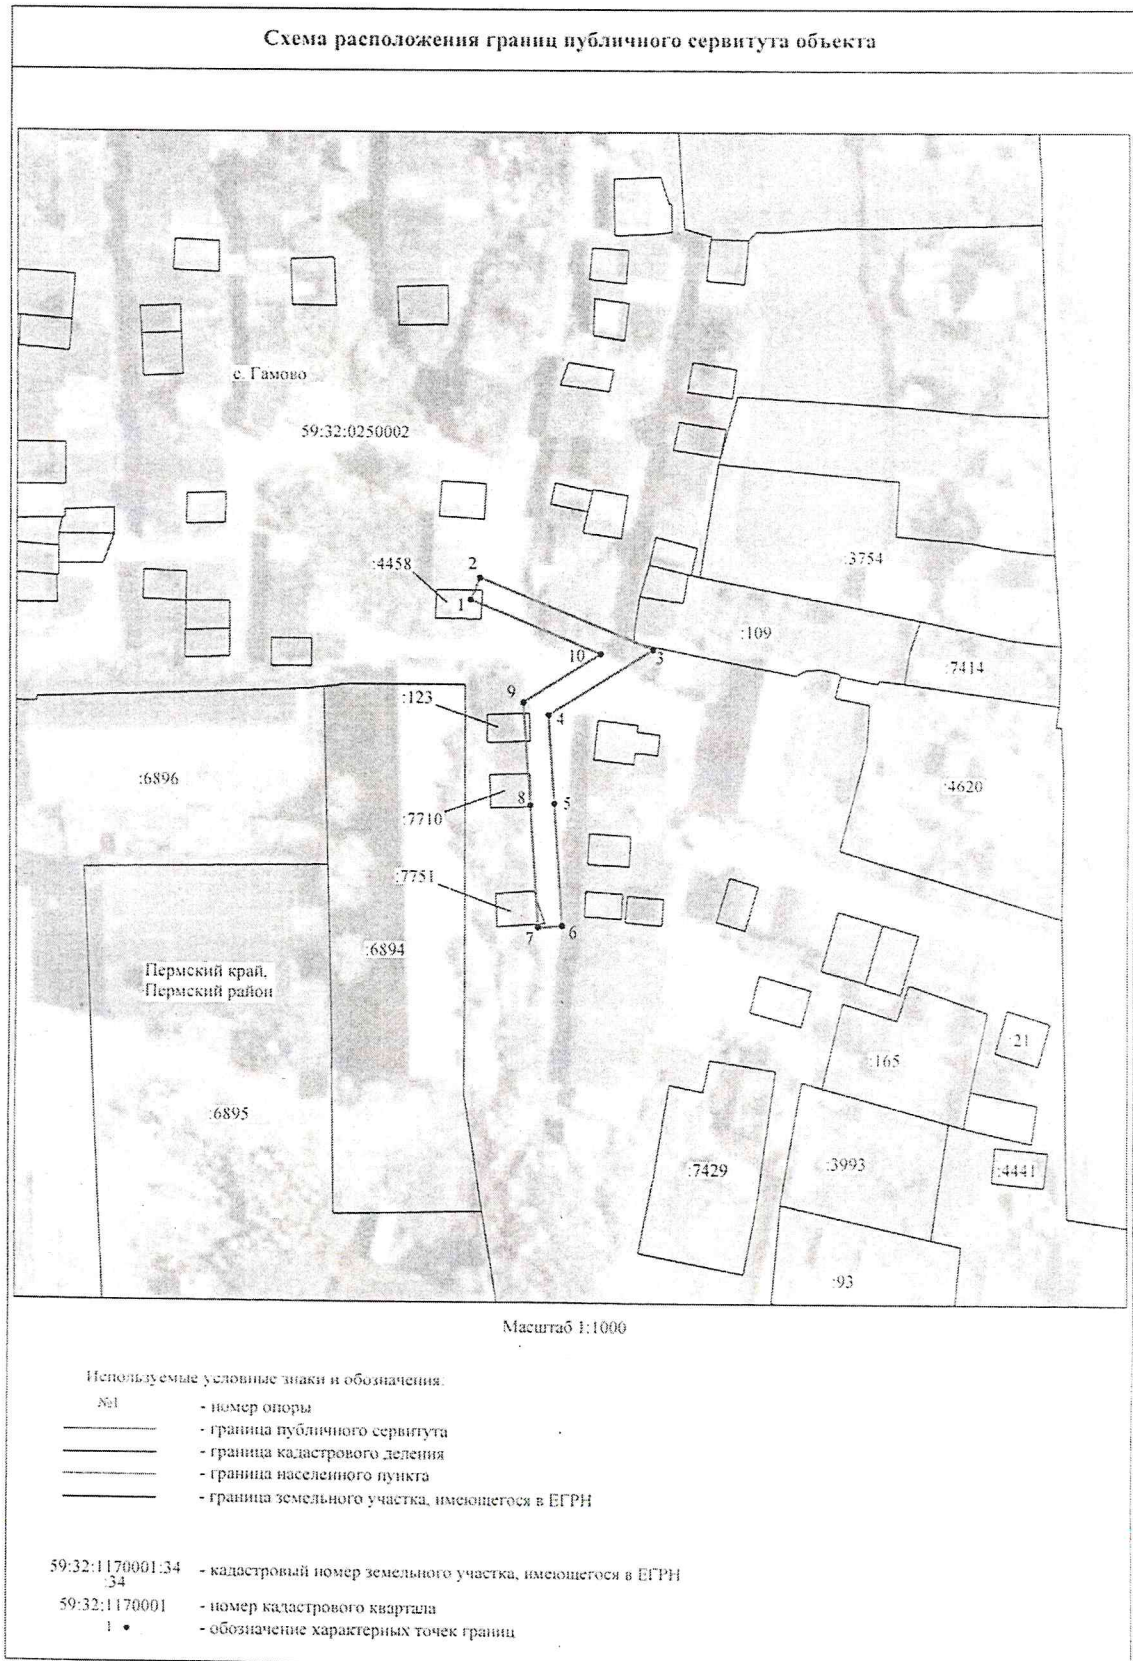 Схема расположения границ публичного сервитута объекта
с. Гамово
59:32:0250002
:4458
2
1
:3754
:109
10
3
:7414
:123
9
4
:6896
:4620
8
5
:7710
:7751
7
6
:6894
Пермский край,
Пермский район
:21
:165
:6895
:7429
:3993
:4441
:93
Масштаб 1:1000
Используемые условные знаки и обозначения:
№1 - номер опоры
- граница публичного сервитута
- граница кадастрового деления
- граница населенного пункта
- граница земельного участка, имеющегося в ЕГРН
59:32:1170001:34 - кадастровый номер земельного участка, имеющегося в ЕГРН
:34
59:32:1170001 - номер кадастрового квартала
1 • - обозначение характерных точек границ